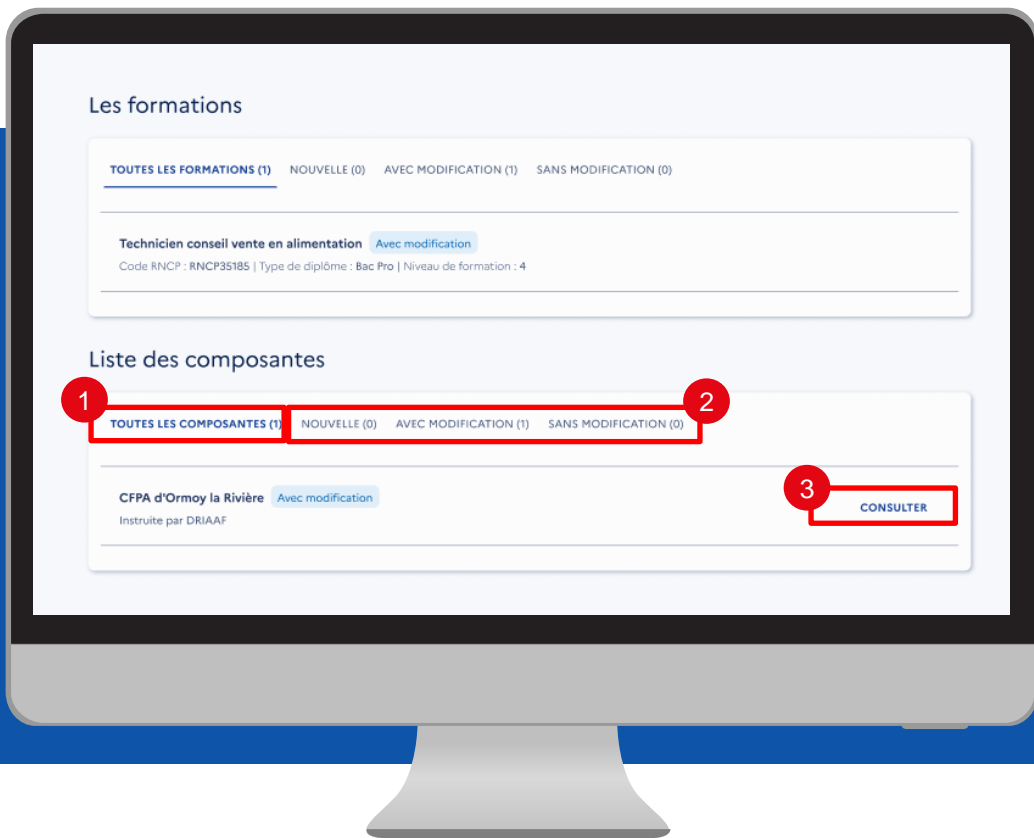 Les formations
TOUTES LES FORMATIONS (1) NOUVELLE (0) AVEC MODIFICATION (1) SANS MODIFICATION (0)
Technicien conseil vente en alimentation Avec modification
Code RNCP : RNCP35185 | Type de diplôme : Bac Pro | Niveau de formation : 4
Liste des composantes
1
2
TOUTES LES COMPOSANTES (1) NOUVELLE (0) AVEC MODIFICATION (1) SANS MODIFICATION (0)
3
CFPA d'Ormoy la Rivière Avec modification
CONSULTER
Instruite par DRIAAF